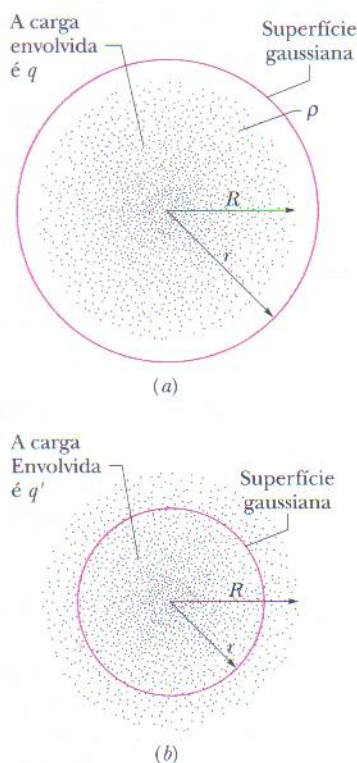 A carga
envolvida
é q
Superfície
gaussiana
ρ
R
r
(a)
A carga
Envolvida
é q'
Superfície
gaussiana
R
r
(b)